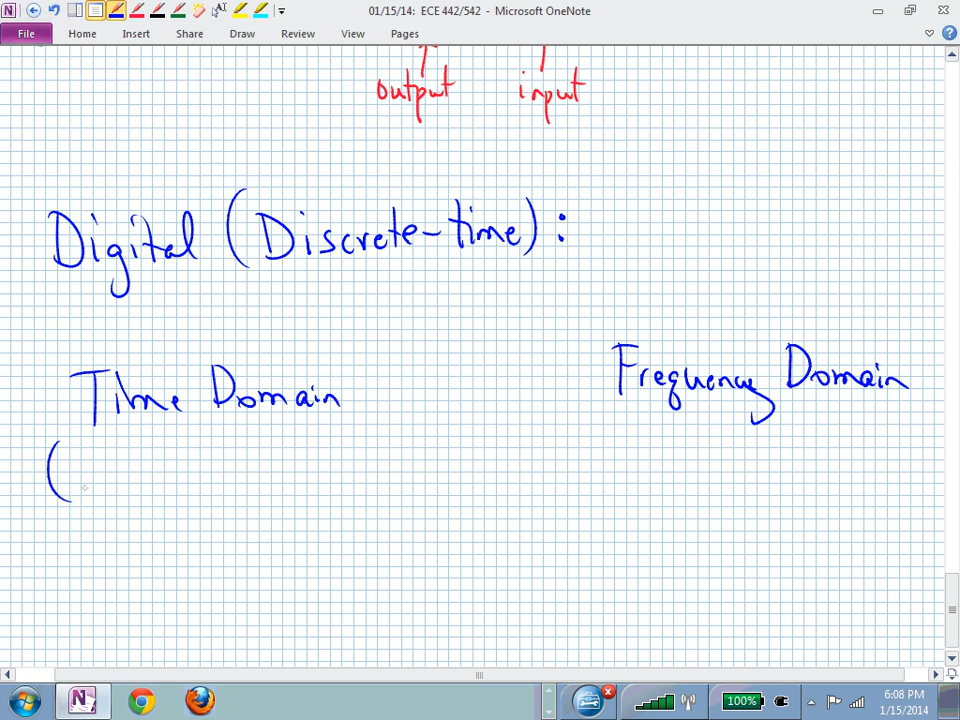 01/15/14: ECE 442/542 - Microsoft OneNote
File Home Insert Share Draw Review View Pages
output input
Digital (Discrete-time):
Time Domain Frequency Domain
(
100%
6:08 PM
1/15/2014